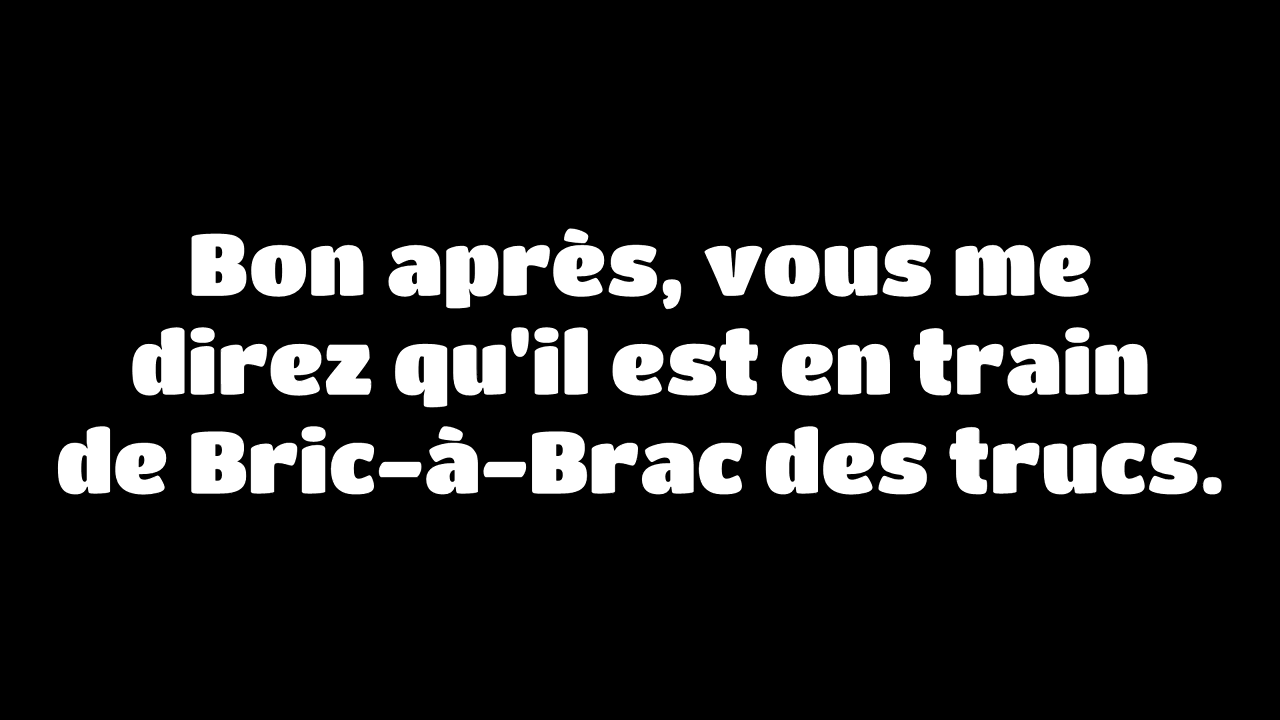 Bon après, vous me
direz qu'il est en train
de Bric-à-Brac des trucs.